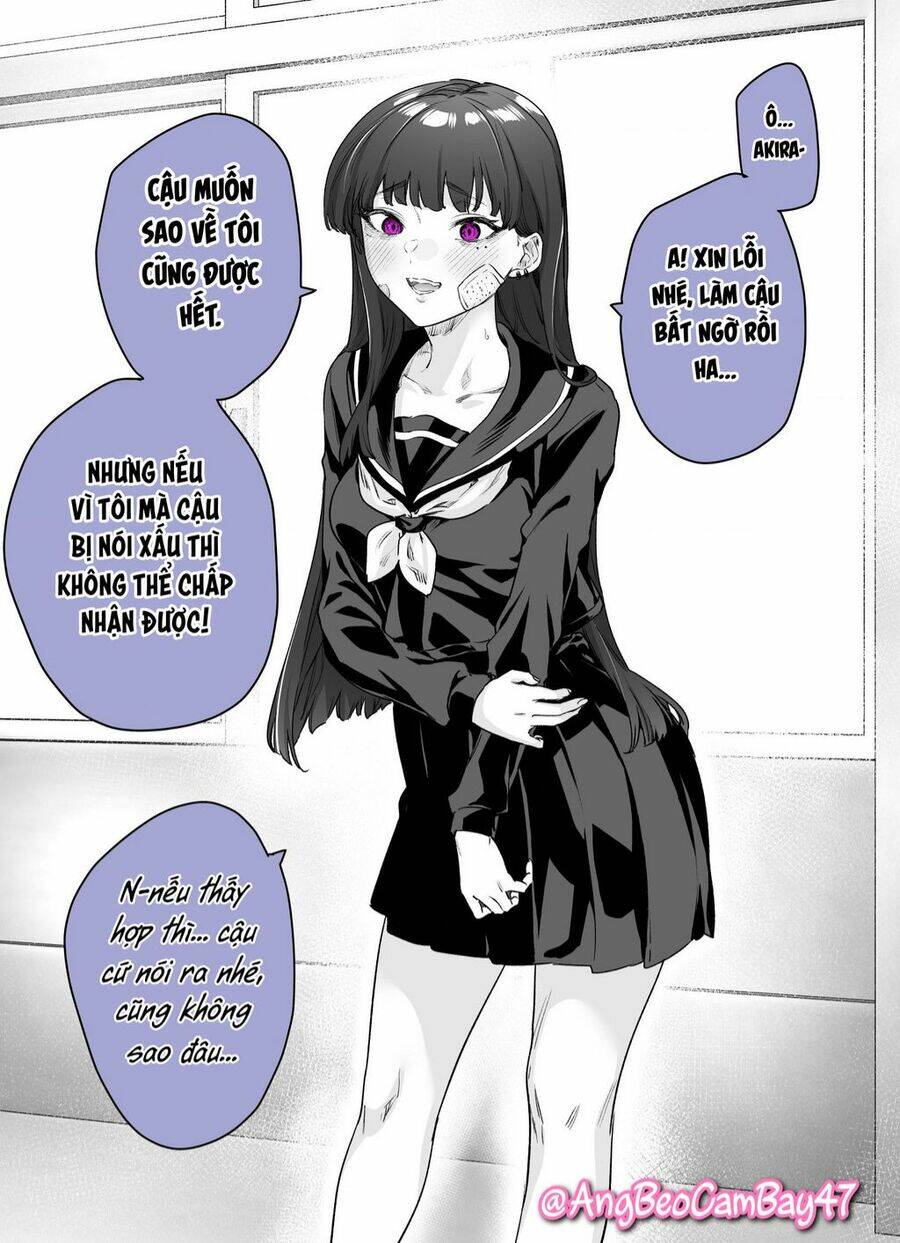 Ô...
AKIRA-
A! XIN LỖI
NHÉ, LÀM CẬU
BẤT NGỜ RỒI
HA...
CẬU MUỐN
SAO VỀ TÔI
CŨNG ĐƯỢC
HẾT.
NHƯNG NẾU
VÌ TÔI MÀ CẬU
BỊ NÓI XẤU THÌ
KHÔNG THỂ CHẤP
NHẬN ĐƯỢC!
N-nếu thấy
hợp thì... cậu
cứ nói ra nhé,
cũng không
sao đâu...
@AngBeoCamBay47